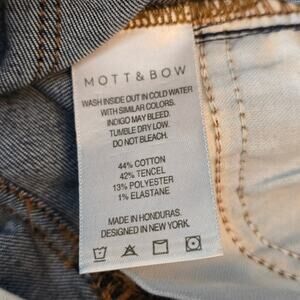 MOTT & BOW
WASH INSIDE OUT IN COLD WATER
WITH SIMILAR COLORS.
INDIGO MAY BLEED.
TUMBLE DRY LOW.
DO NOT BLEACH.
44% COTTON
42% TENCEL
13% POLYESTER
1% ELASTANE
MADE IN HONDURAS.
DESIGNED IN NEW YORK.